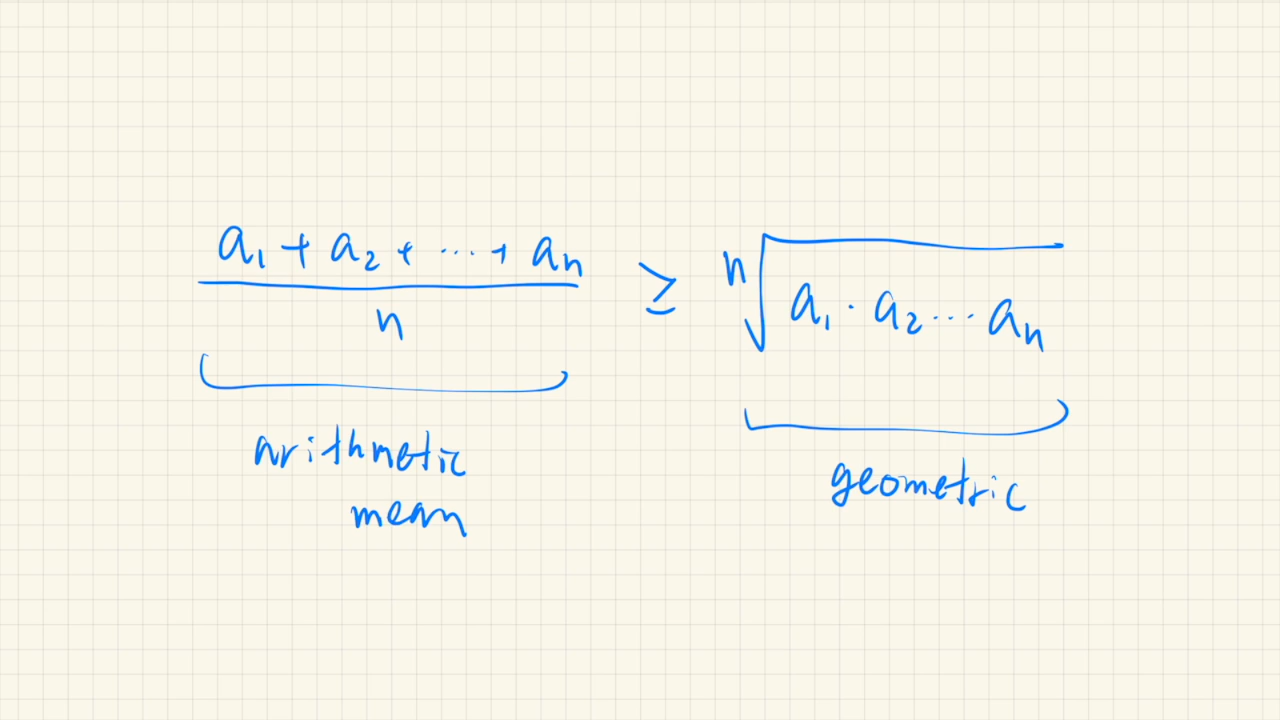 a₁ + a₂ + ... + aₙ / n ≥ ⁿ√(a₁ · a₂ ... aₙ)
arithmetic geometric
mean